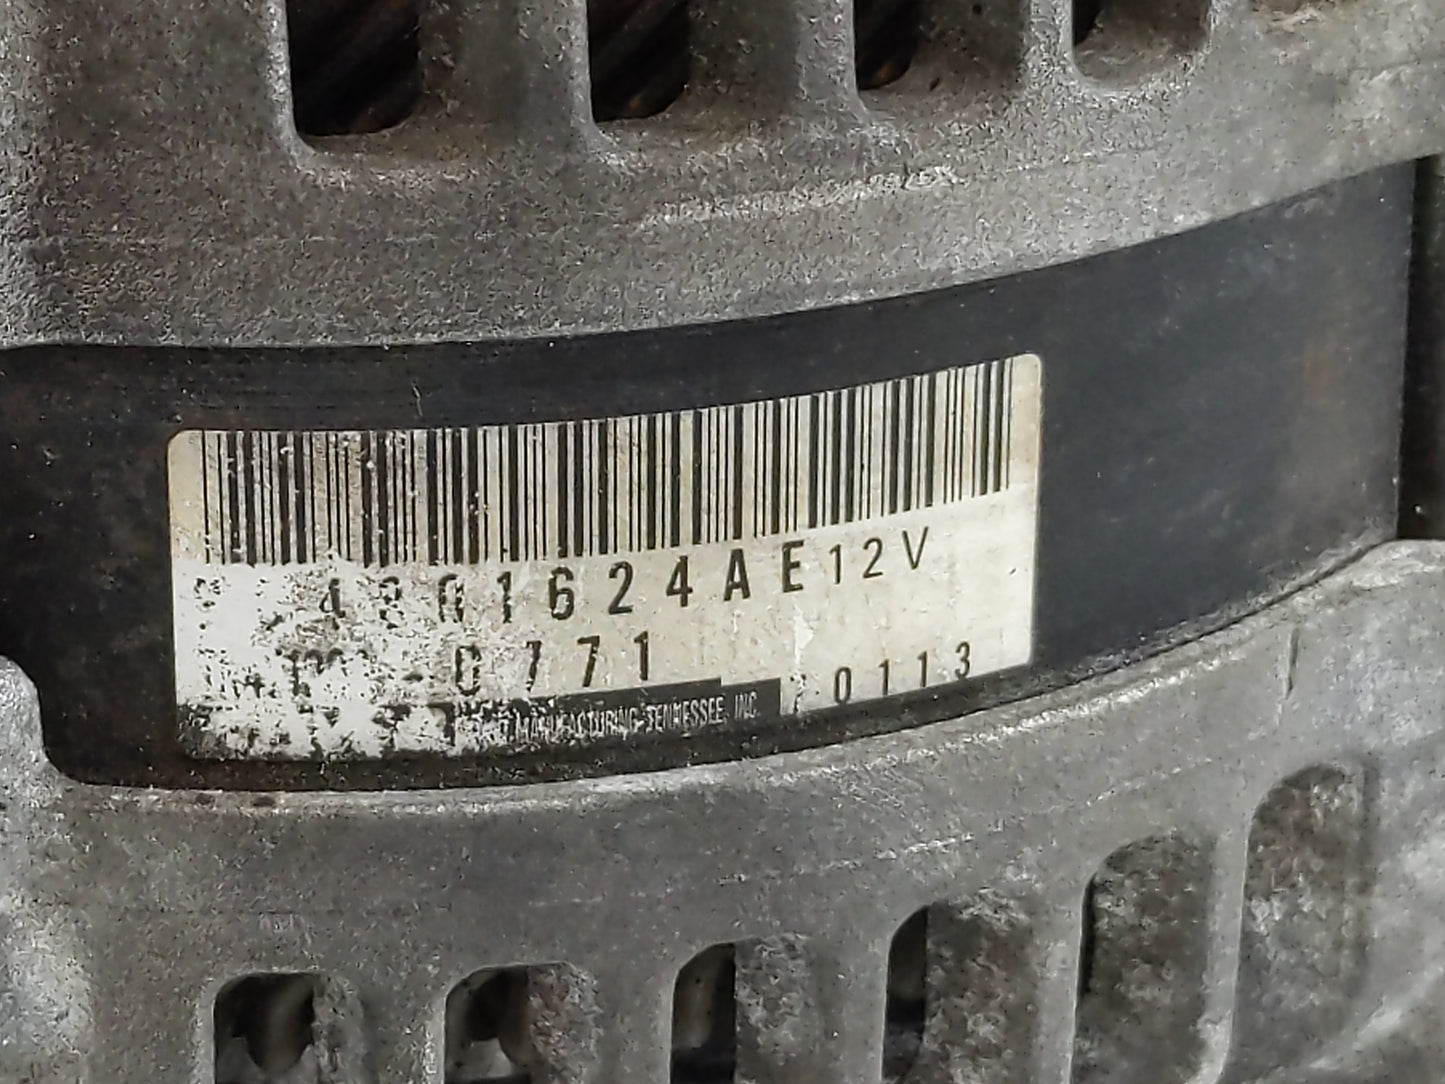 4801624AE 12V
0771
0113
MANUFACTURING TENNESSEE, INC.